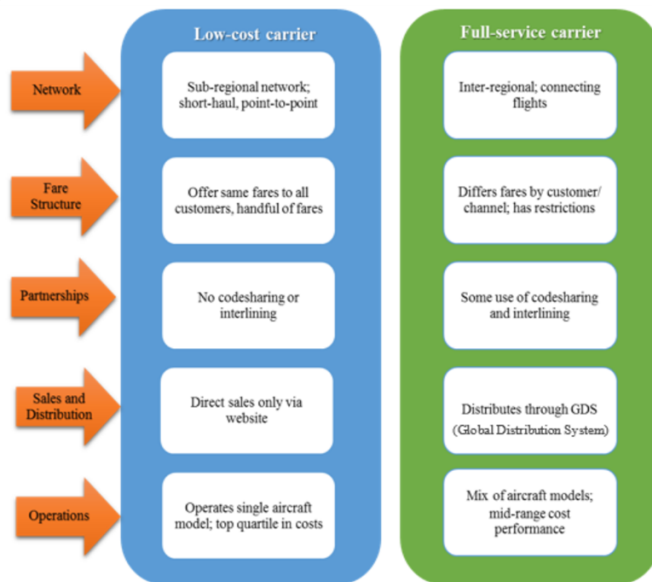 Low-cost carrier
Full-service carrier
Network
Sub-regional network;
short-haul, point-to-point
Inter-regional; connecting
flights
Fare
Structure
Offer same fares to all
customers, handful of fares
Differs fares by customer/
channel; has restrictions
Partnerships
No codesharing or
interlining
Some use of codesharing
and interlining
Sales and
Distribution
Direct sales only via
website
Distributes through GDS
(Global Distribution System)
Operations
Operates single aircraft
model; top quartile in costs
Mix of aircraft models;
mid-range cost
performance